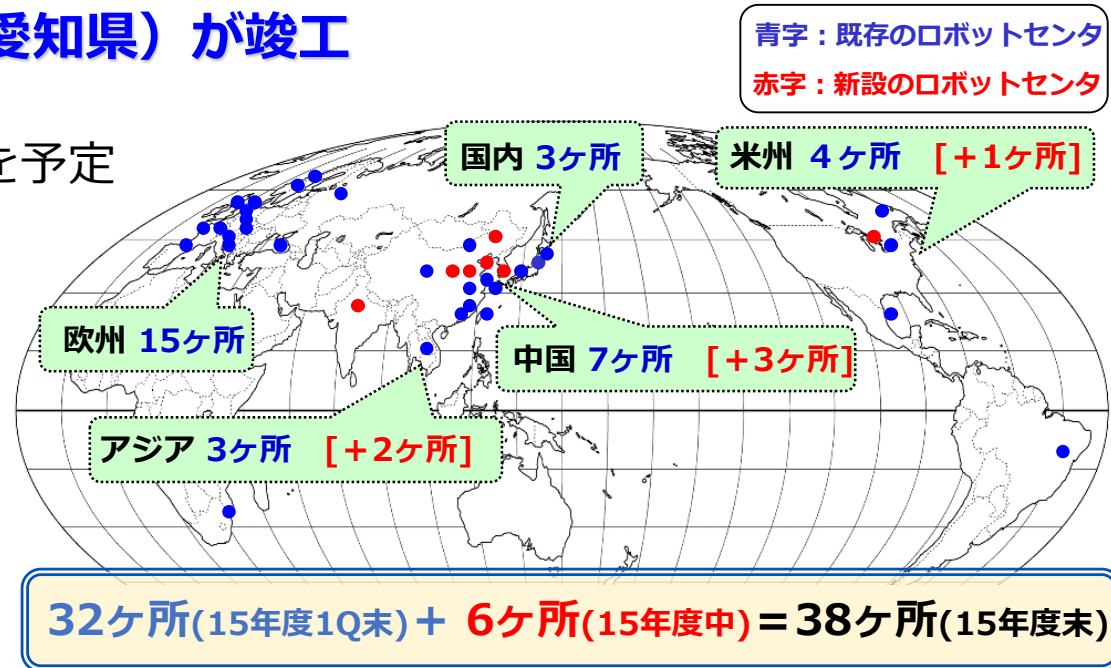 愛知県）が竣工
青字：既存のロボットセンタ
赤字：新設のロボットセンタ
を予定
国内 3ヶ所
米州 4ヶ所 [+1ヶ所]
欧州 15ヶ所
中国 7ヶ所 [+3ヶ所]
アジア 3ヶ所 [+2ヶ所]
32ヶ所(15年度1Q末)＋ 6ヶ所(15年度中)＝38ヶ所(15年度末)